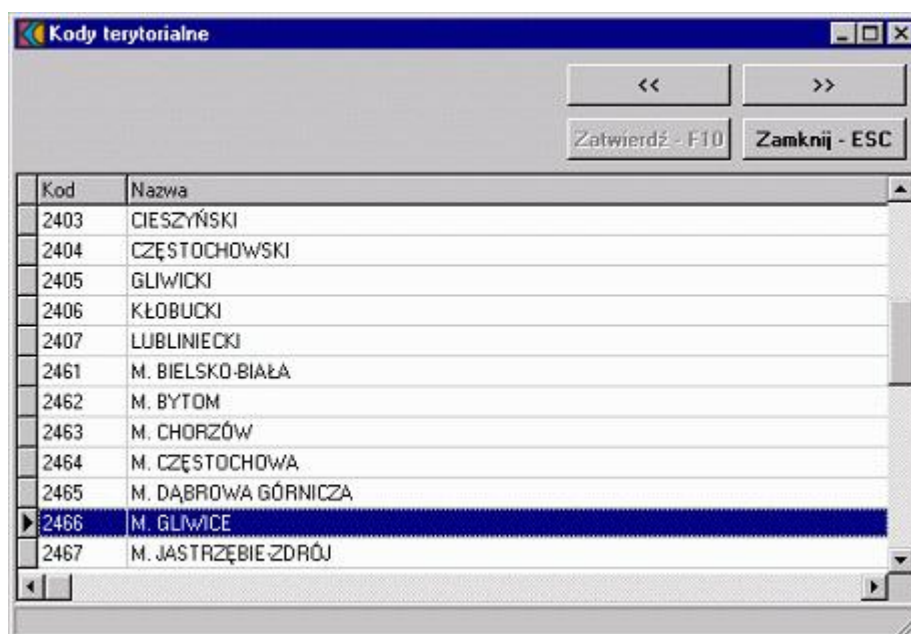 Kody terytorialne
<< >>
Zatwierdź - F10 Zamknij - ESC
Kod Nazwa
2403 CIESZYŃSKI
2404 CZĘSTOCHOWSKI
2405 GLIWICKI
2406 KŁOBUCKI
2407 LUBLINIECKI
2461 M. BIELSKO-BIAŁA
2462 M. BYTOM
2463 M. CHORZÓW
2464 M. CZĘSTOCHOWA
2465 M. DĄBROWA GÓRNICZA
2466 M. GLIWICE
2467 M. JASTRZĘBIE-ZDRÓJ